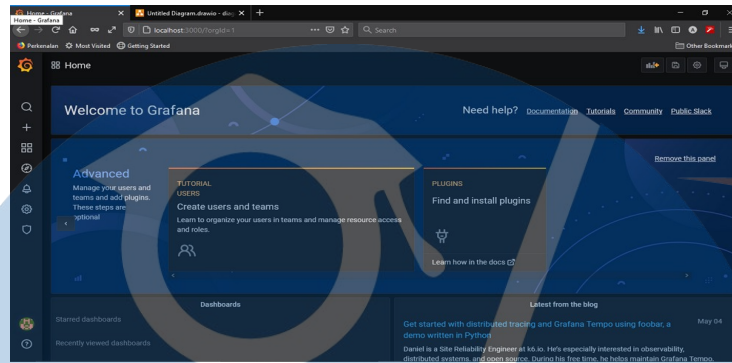 Home - Grafana
Untitled Diagram.drawio - diag
Home - Grafana
localhost:3000/?orgId=1
Search
Perkenalan
Most Visited
Getting Started
Other Bookmark
Home
Welcome to Grafana
Need help?
Documentation
Tutorials
Community
Public Slack
Remove this panel
Advanced
Manage your users and
teams and add plugins.
These steps are
optional
TUTORIAL
USERS
Create users and teams
Learn to organize your users in teams and manage resource access
and roles.
PLUGINS
Find and install plugins
Learn how in the docs
Dashboards
Starred dashboards
Recently viewed dashboards
Latest from the blog
Get started with distributed tracing and Grafana Tempo using foobar, a
demo written in Python
May 04
Daniel is a Site Reliability Engineer at k6.io. He's especially interested in observability,
distributed systems, and open source. During his free time, he helps maintain Grafana Tempo,